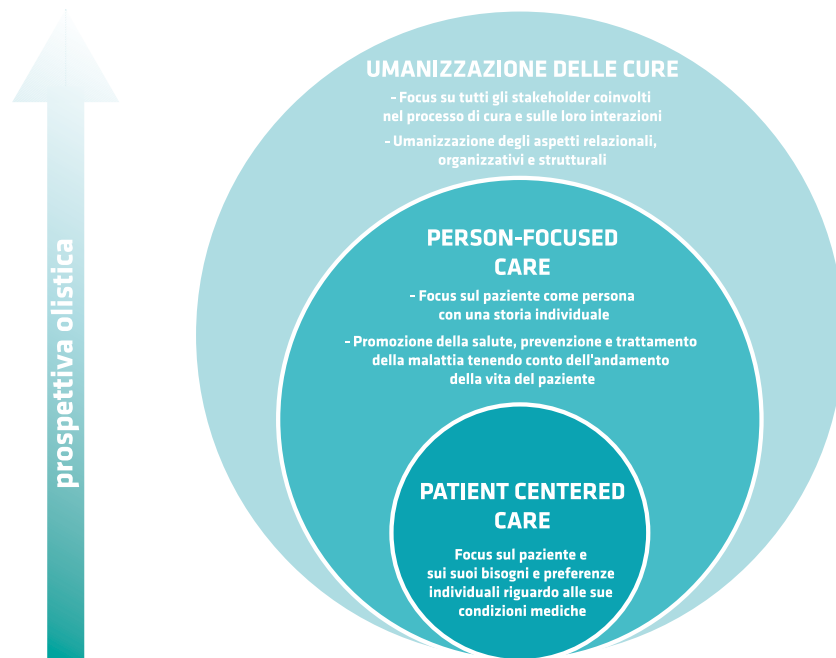 UMANIZZAZIONE DELLE CURE
– Focus su tutti gli stakeholder coinvolti
nel processo di cura e sulle loro interazioni
– Umanizzazione degli aspetti relazionali,
organizzativi e strutturali
PERSON-FOCUSED
CARE
– Focus sul paziente come persona
con una storia individuale
– Promozione della salute, prevenzione e trattamento
della malattia tenendo conto dell'andamento
della vita del paziente
PATIENT CENTERED
CARE
Focus sul paziente e
sui suoi bisogni e preferenze
individuali riguardo alle sue
condizioni mediche
prospettiva olistica